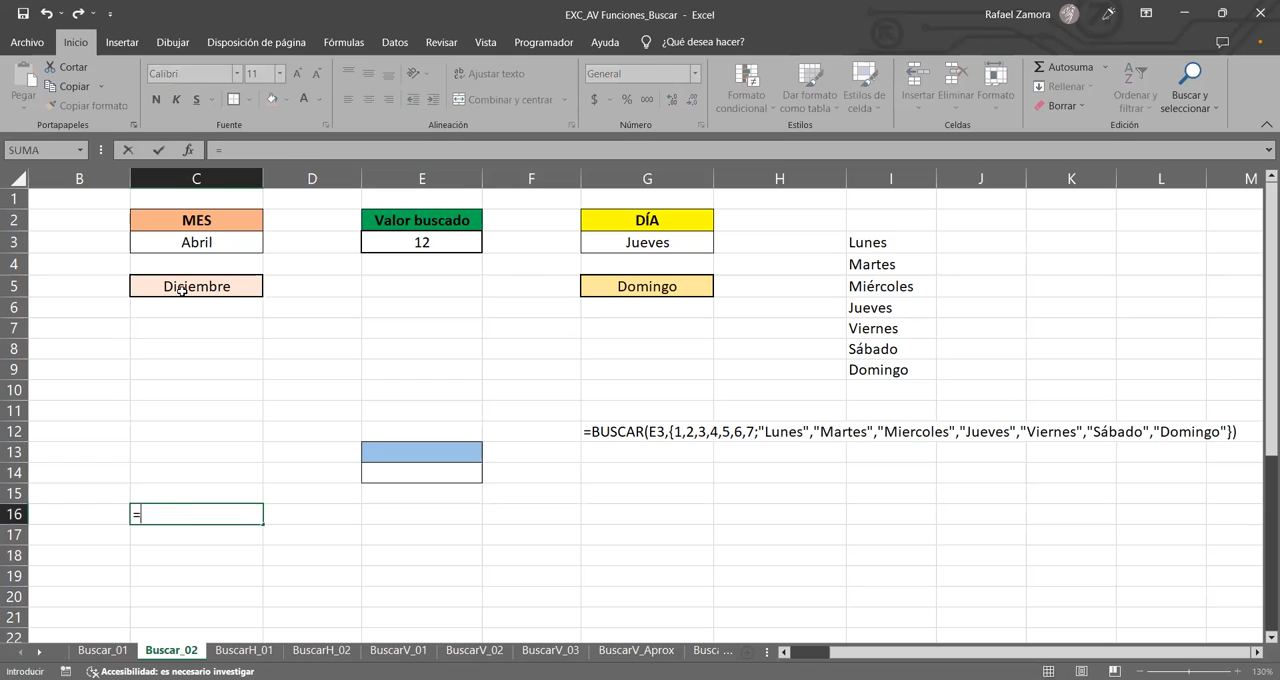 EXC_AV Funciones_Buscar - Excel
Rafael Zamora
Archivo Inicio Insertar Dibujar Disposición de página Fórmulas Datos Revisar Vista Programador Ayuda ¿Qué desea hacer?
Pegar
Cortar
Copiar
Copiar formato
Portapapeles
Calibri 11
N K S
Fuente
Ajustar texto
Combinar y centrar
Alineación
General
$ % 000
Número
Formato condicional
Dar formato como tabla
Estilos de celda
Estilos
Insertar Eliminar Formato
Celdas
Autosuma
Rellenar
Borrar
Ordenar y filtrar
Buscar y seleccionar
Edición
SUMA fx =
B C D E F G H I J K L M
1
2 MES Valor buscado DÍA
3 Abril 12 Jueves Lunes
4 Martes
5 Diciembre Domingo Miércoles
6 Jueves
7 Viernes
8 Sábado
9 Domingo
10
11
12 =BUSCAR(E3,{1,2,3,4,5,6,7;"Lunes","Martes","Miercoles","Jueves","Viernes","Sábado","Domingo"})
13
14
15
16 =
17
18
19
20
21
22
Buscar_01 Buscar_02 BuscarH_01 BuscarH_02 BuscarV_01 BuscarV_02 BuscarV_03 BuscarV_Aprox Busca ...
Introducir Accesibilidad: es necesario investigar 130%